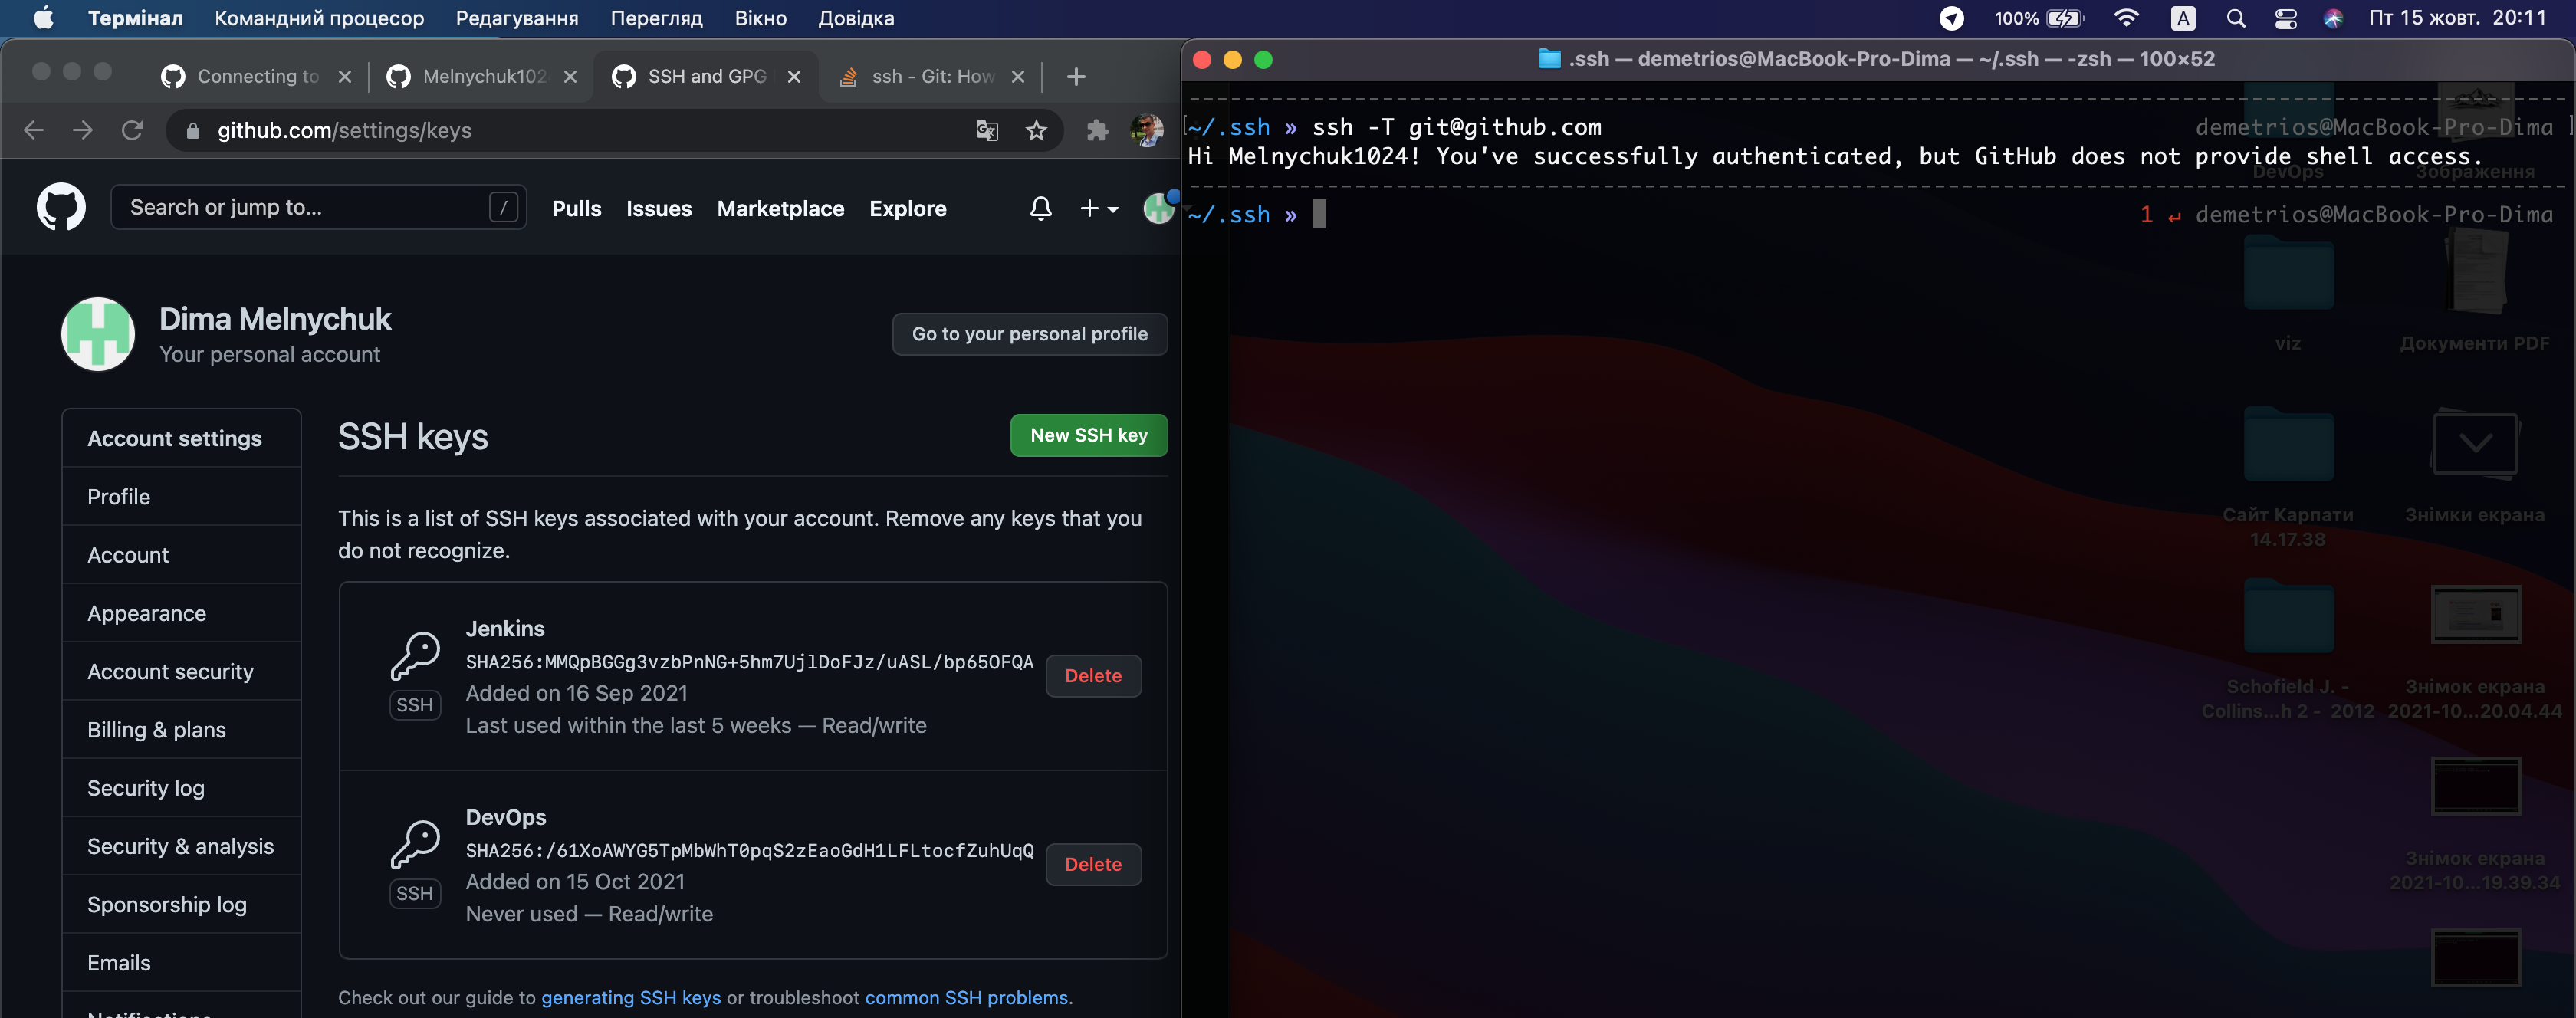 Термінал Командний процесор Редагування Перегляд Вікно Довідка 100% A Пт 15 жовт. 20:11
Connecting to Melnychuk102 SSH and GPG ssh - Git: How
github.com/settings/keys
Search or jump to... / Pulls Issues Marketplace Explore
Dima Melnychuk
Your personal account
Go to your personal profile
Account settings
Profile
Account
Appearance
Account security
Billing & plans
Security log
Security & analysis
Sponsorship log
Emails
Notifications
SSH keys
New SSH key
This is a list of SSH keys associated with your account. Remove any keys that you
do not recognize.
Jenkins
SHA256:MMQpBGGg3vzbPnNG+5hm7UjlDoFJz/uASL/bp65OFQA
Added on 16 Sep 2021
Last used within the last 5 weeks — Read/write
SSH
Delete
DevOps
SHA256:/61XoAWYG5TpMbWhT0pqS2zEaoGdH1LFLtocfZuhUqQ
Added on 15 Oct 2021
Never used — Read/write
SSH
Delete
Check out our guide to generating SSH keys or troubleshoot common SSH problems.
.ssh — demetrios@MacBook-Pro-Dima — ~/.ssh — -zsh — 100×52
~/.ssh » ssh -T git@github.com demetrios@MacBook-Pro-Dima
Hi Melnychuk1024! You've successfully authenticated, but GitHub does not provide shell access.
~/.ssh » 1 ↵ demetrios@MacBook-Pro-Dima
DevOps
Зображення
viz
Документи PDF
Сайт Карпати
14.17.38
Знімки екрана
Schofield J. -
Collins...h 2 - 2012
Знімок екрана
2021-10...20.04.44
Знімок екрана
2021-10...19.39.34